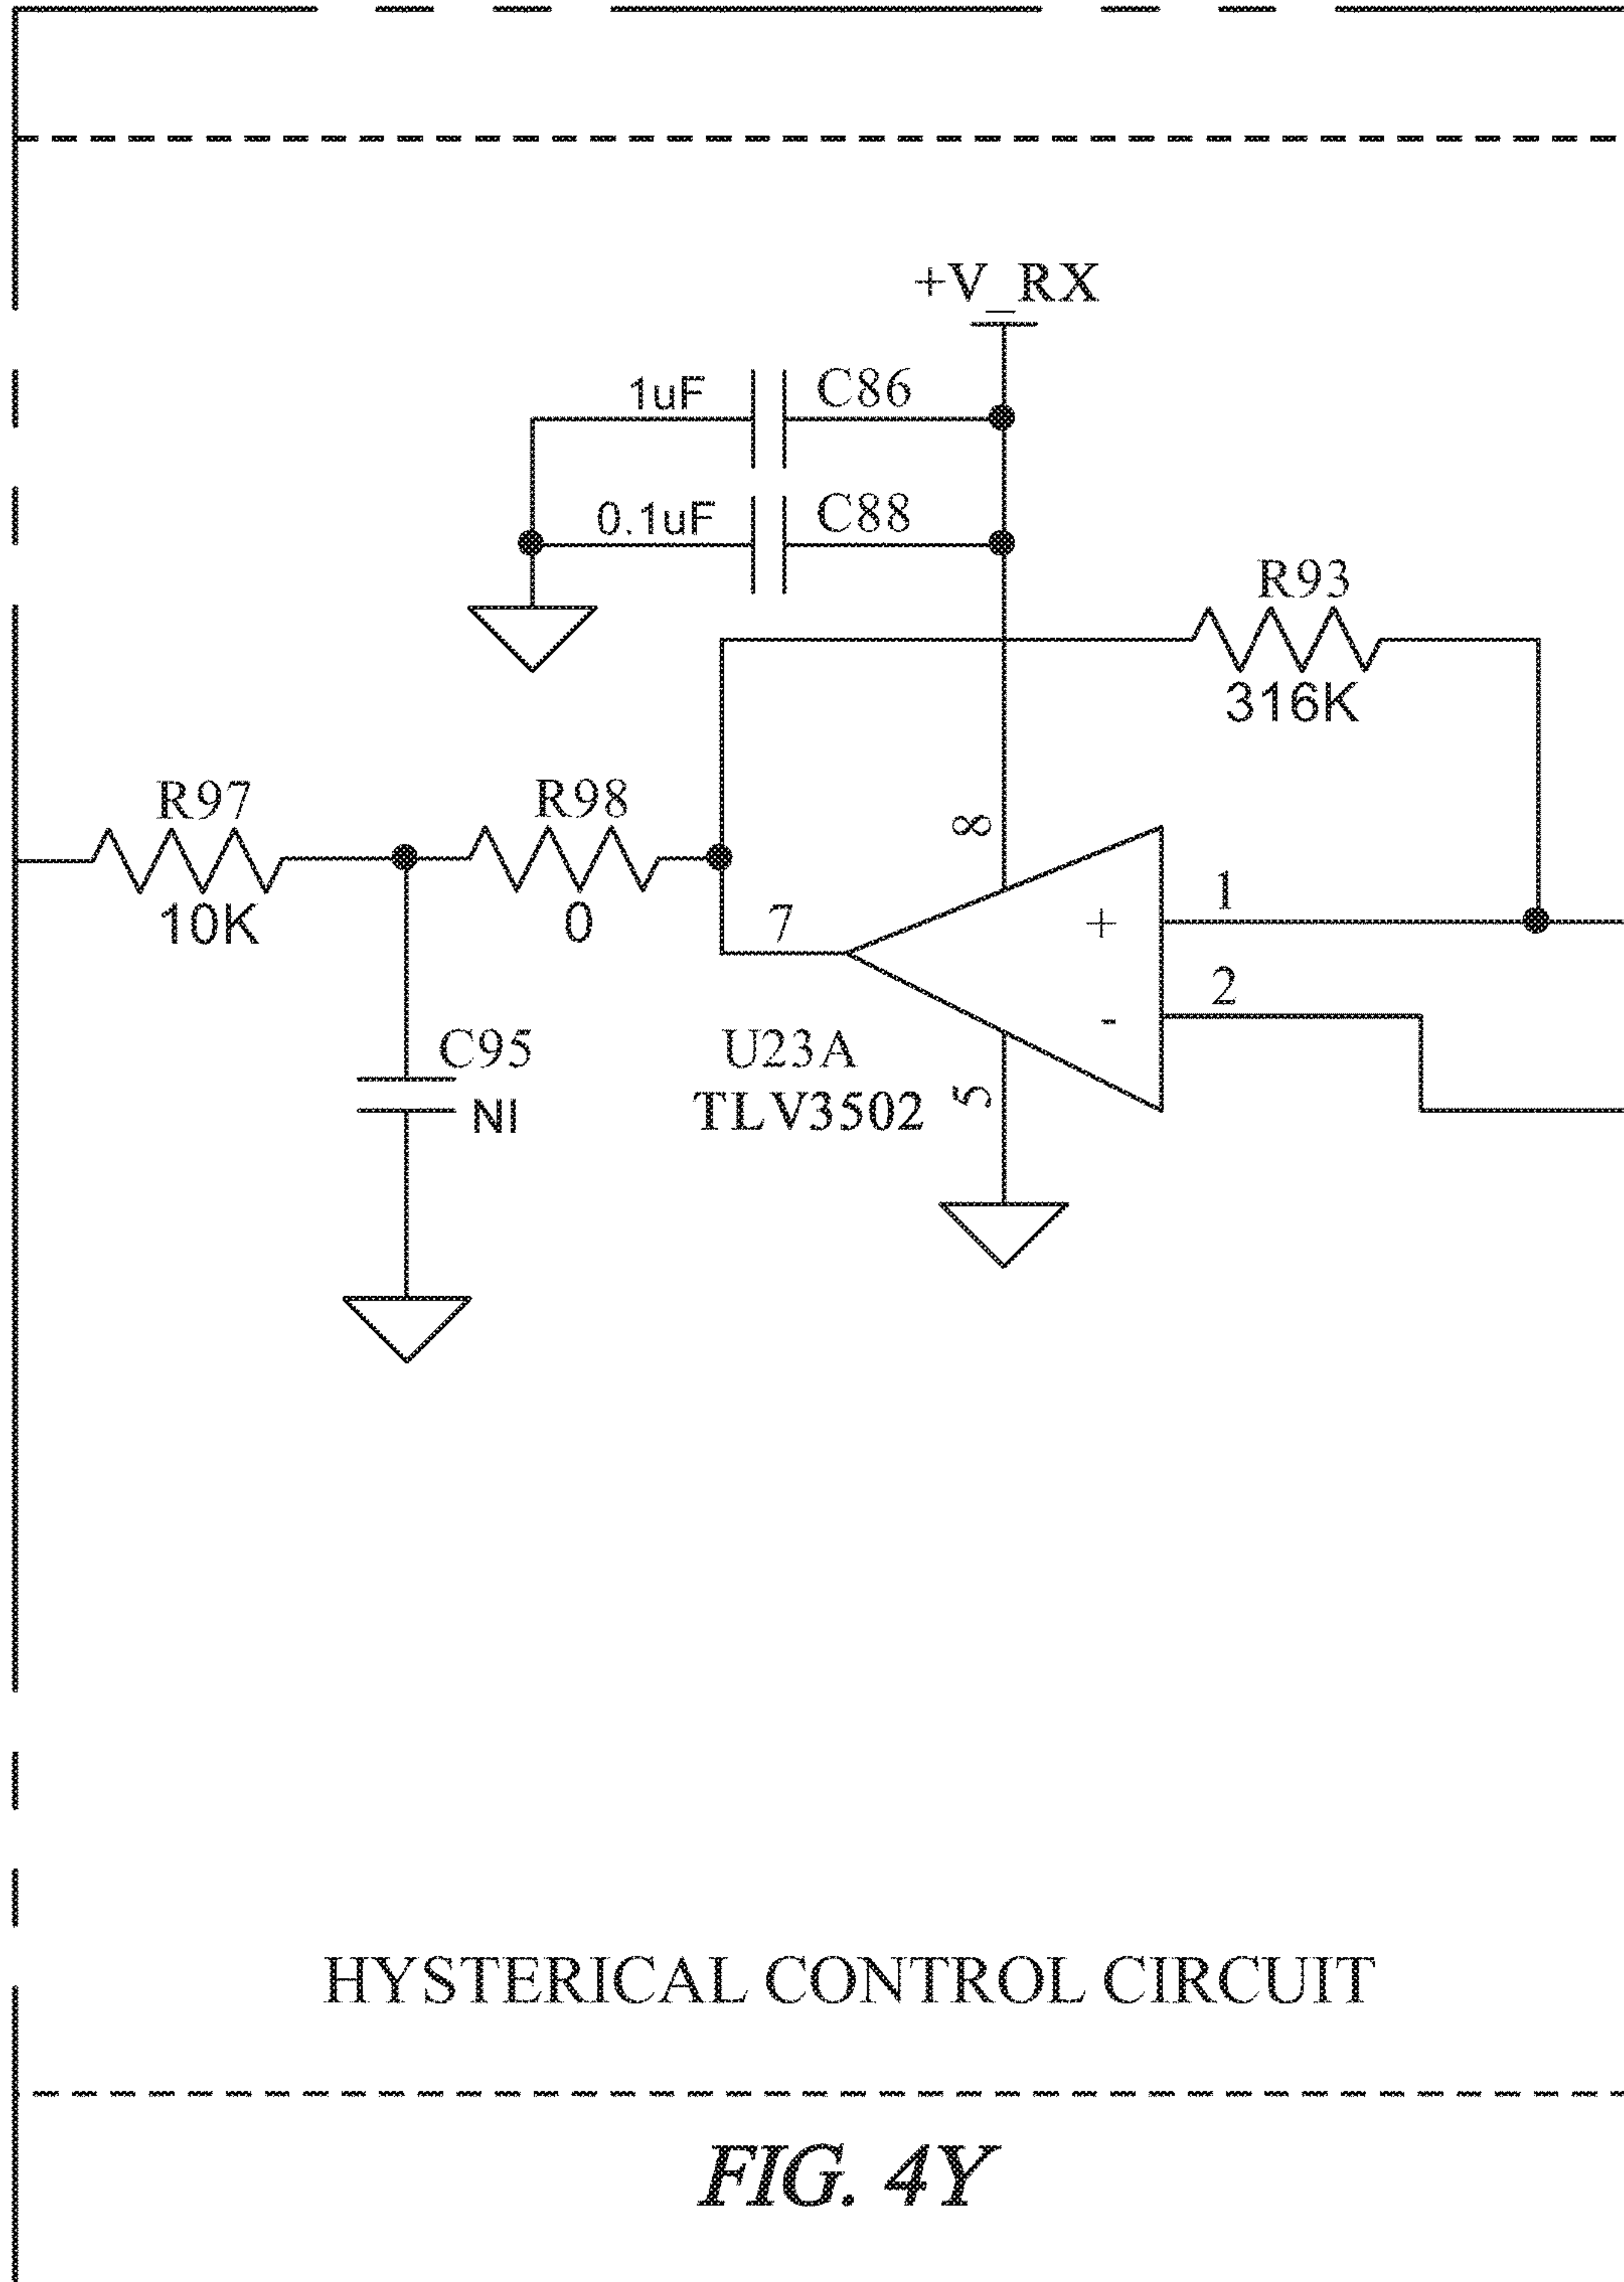 +V_RX
1uF
C86
0.1uF
C88
R93
316K
R97
R98
8
10K
0
7
+
1
2
-
C95
NI
U23A
TLV3502
5
HYSTERICAL CONTROL CIRCUIT
FIG. 4Y